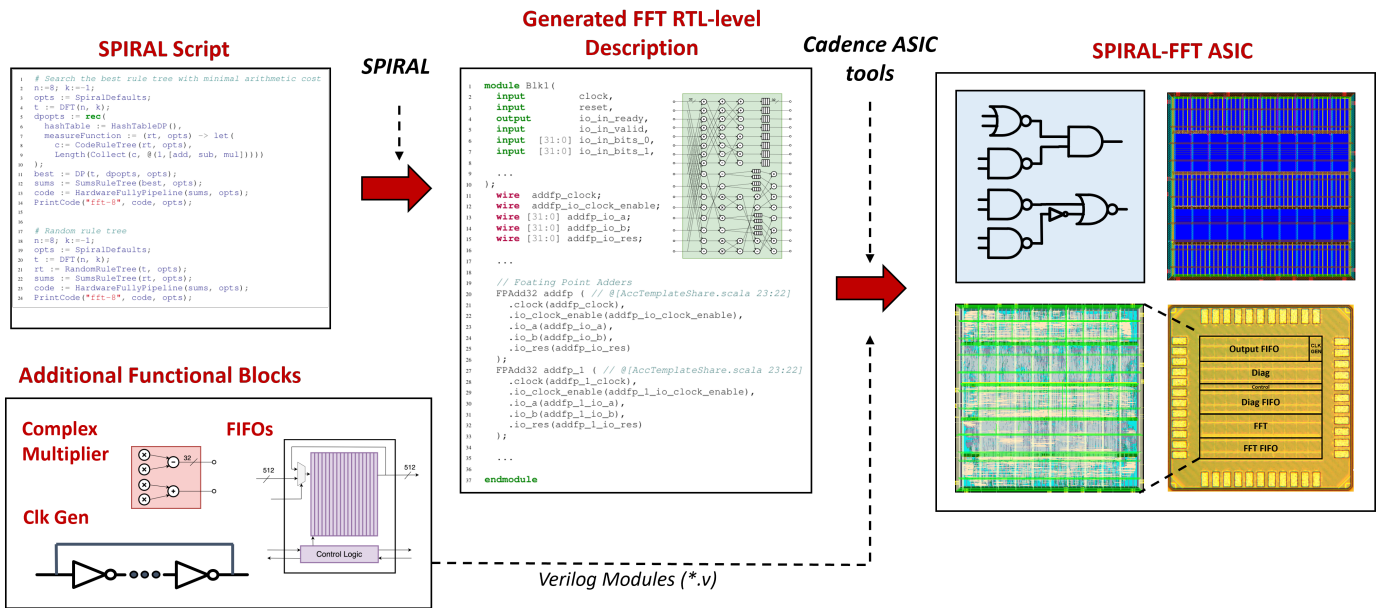 SPIRAL Script
1 # Search the best rule tree with minimal arithmetic cost
2 n:=8; k:=-1;
3 opts := SpiralDefaults;
4 t := DFT(n, k);
5 dpopts := rec(
6 hashTable := HashTableDP(),
7 measureFunction := (rt, opts) -> let(
8 c:= CodeRuleTree(rt, opts),
9 Length(Collect(c, @(1,[add, sub, mul]))))
10 );
11 best := DP(t, dpopts, opts);
12 sums := SumsRuleTree(best, opts);
13 code := HardwareFullyPipeline(sums, opts);
14 PrintCode("fft-8", code, opts);
15
16
17 # Random rule tree
18 n:=8; k:=-1;
19 opts := SpiralDefaults;
20 t := DFT(n, k);
21 rt := RandomRuleTree(t, opts);
22 sums := SumsRuleTree(rt, opts);
23 code := HardwareFullyPipeline(sums, opts);
24 PrintCode("fft-8", code, opts);
SPIRAL
Generated FFT RTL-level
Description
1 module Blk1(
2 input clock,
3 input reset,
4 output io_in_ready,
5 input io_in_valid,
6 input [31:0] io_in_bits_0,
7 input [31:0] io_in_bits_1,
8
9 ...
10 );
11 wire addfp_clock;
12 wire addfp_io_clock_enable;
13 wire [31:0] addfp_io_a;
14 wire [31:0] addfp_io_b;
15 wire [31:0] addfp_io_res;
16
17 ...
18
19 // Foating Point Adders
20 FPAdd32 addfp ( // @[AccTemplateShare.scala 23:22]
21 .clock(addfp_clock),
22 .io_clock_enable(addfp_io_clock_enable),
23 .io_a(addfp_io_a),
24 .io_b(addfp_io_b),
25 .io_res(addfp_io_res)
26 );
27 FPAdd32 addfp_1 ( // @[AccTemplateShare.scala 23:22]
28 .clock(addfp_1_clock),
29 .io_clock_enable(addfp_1_io_clock_enable),
30 .io_a(addfp_1_io_a),
31 .io_b(addfp_1_io_b),
32 .io_res(addfp_1_io_res)
33 );
34
35 ...
36
37 endmodule
Cadence ASIC
tools
SPIRAL-FFT ASIC
Output FIFO
CLK
GEN
Diag
Control
Diag FIFO
FFT
FFT FIFO
Additional Functional Blocks
Complex
Multiplier
32
FIFOs
512
512
Control Logic
Clk Gen
Verilog Modules (*.v)